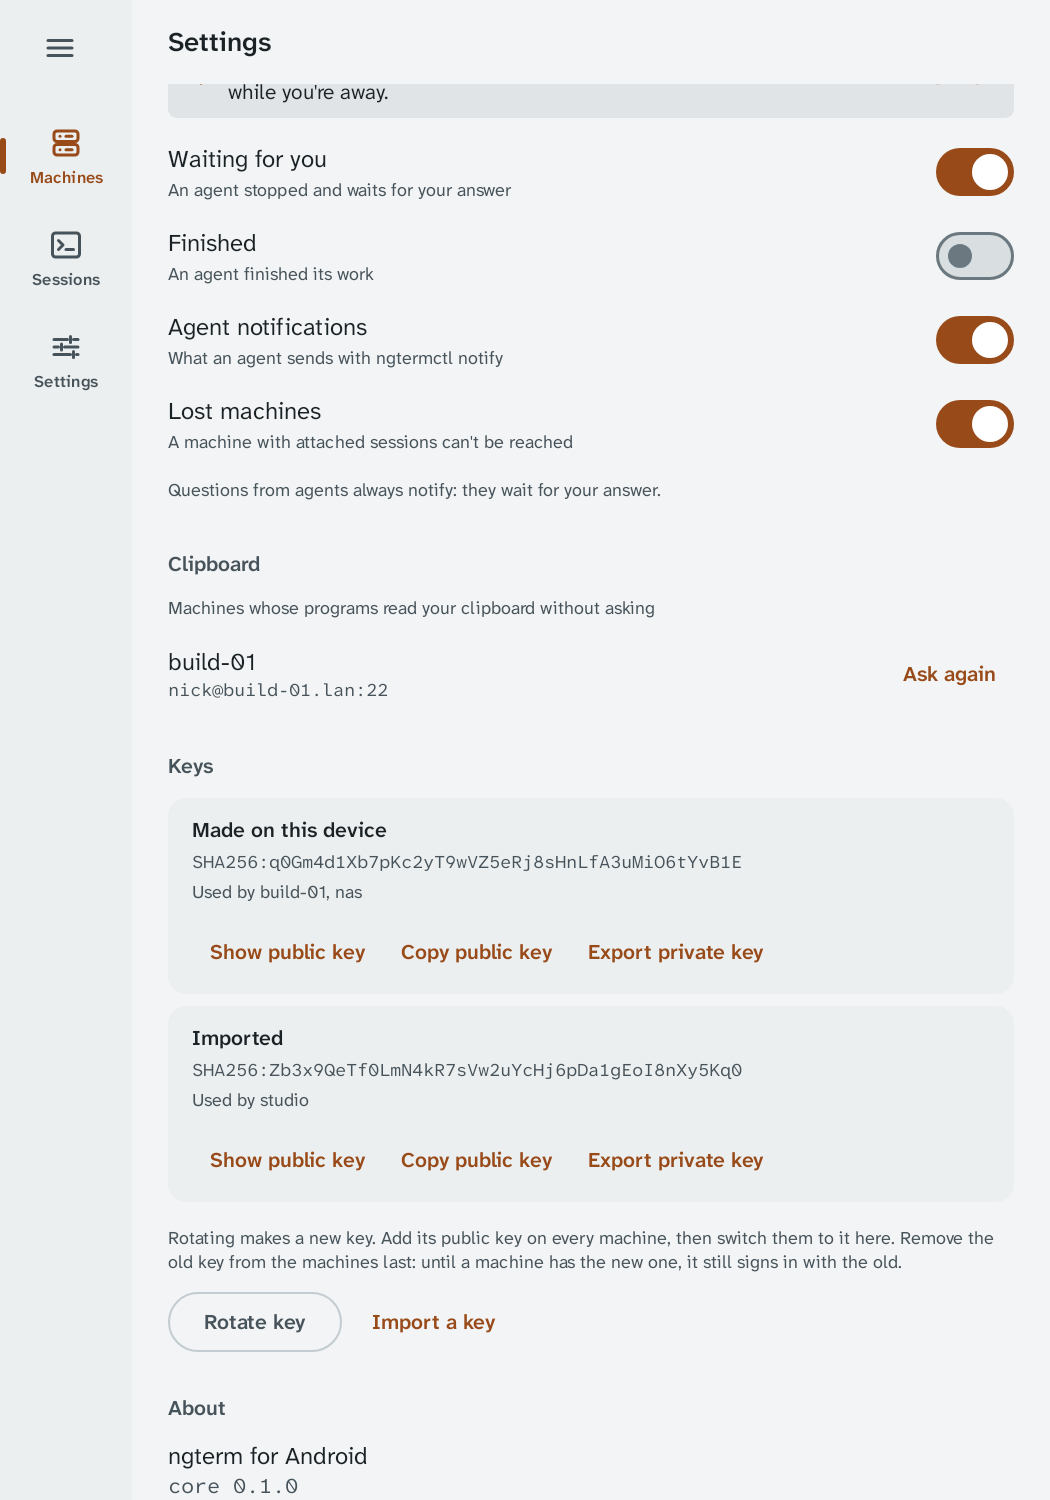 Settings
while you're away.
Machines
Sessions
Settings
Waiting for you
An agent stopped and waits for your answer
Finished
An agent finished its work
Agent notifications
What an agent sends with ngtermctl notify
Lost machines
A machine with attached sessions can't be reached
Questions from agents always notify: they wait for your answer.
Clipboard
Machines whose programs read your clipboard without asking
build-01
nick@build-01.lan:22
Ask again
Keys
Made on this device
SHA256:q0Gm4d1Xb7pKc2yT9wVZ5eRj8sHnLfA3uMiO6tYvB1E
Used by build-01, nas
Show public key Copy public key Export private key
Imported
SHA256:Zb3x9QeTf0LmN4kR7sVw2uYcHj6pDa1gEoI8nXy5Kq0
Used by studio
Show public key Copy public key Export private key
Rotating makes a new key. Add its public key on every machine, then switch them to it here. Remove the
old key from the machines last: until a machine has the new one, it still signs in with the old.
Rotate key Import a key
About
ngterm for Android
core 0.1.0